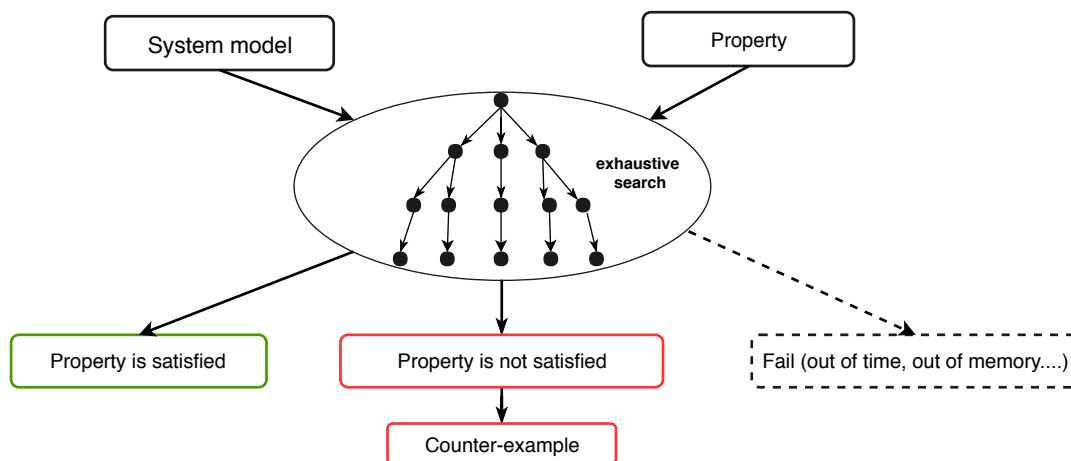 System model
Property
exhaustive
search
Property is satisfied
Property is not satisfied
Fail (out of time, out of memory....)
Counter-example